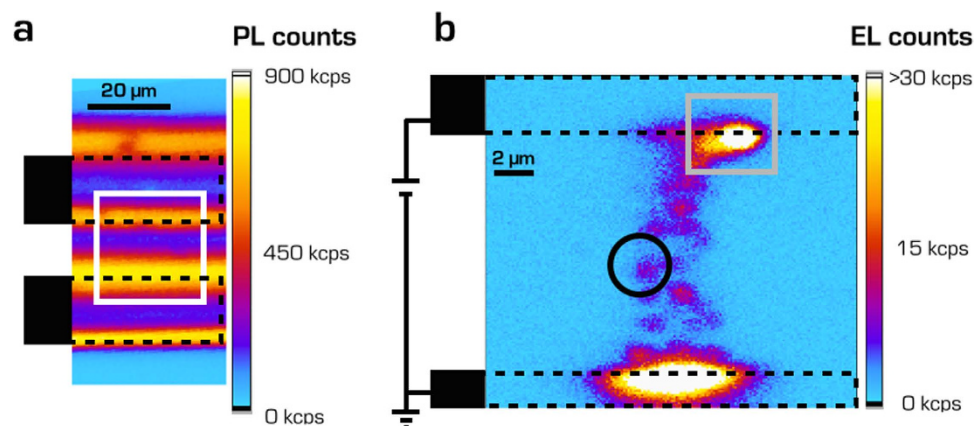 a
PL counts
20 µm
900 kcps
450 kcps
0 kcps
b
EL counts
2 µm
>30 kcps
15 kcps
0 kcps